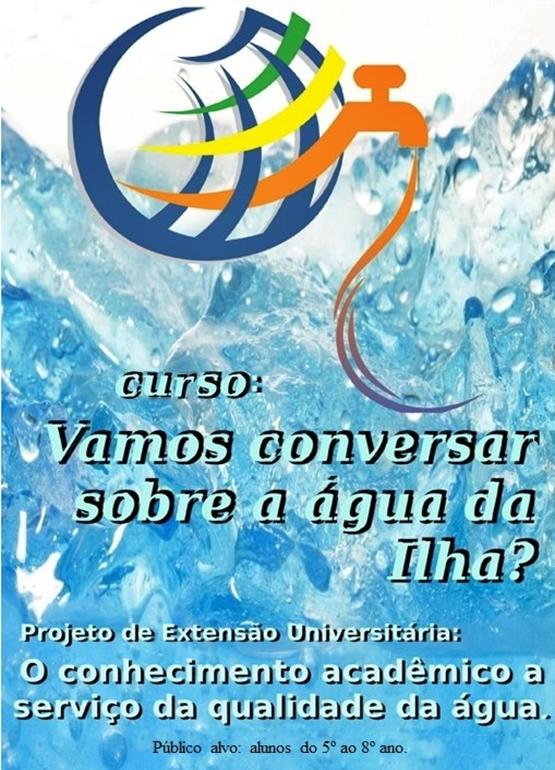 curso:
Vamos conversar
sobre a água da
Ilha?
Projeto de Extensão Universitária:
O conhecimento acadêmico a
serviço da qualidade da água.
Público alvo: alunos do 5º ao 8º ano.